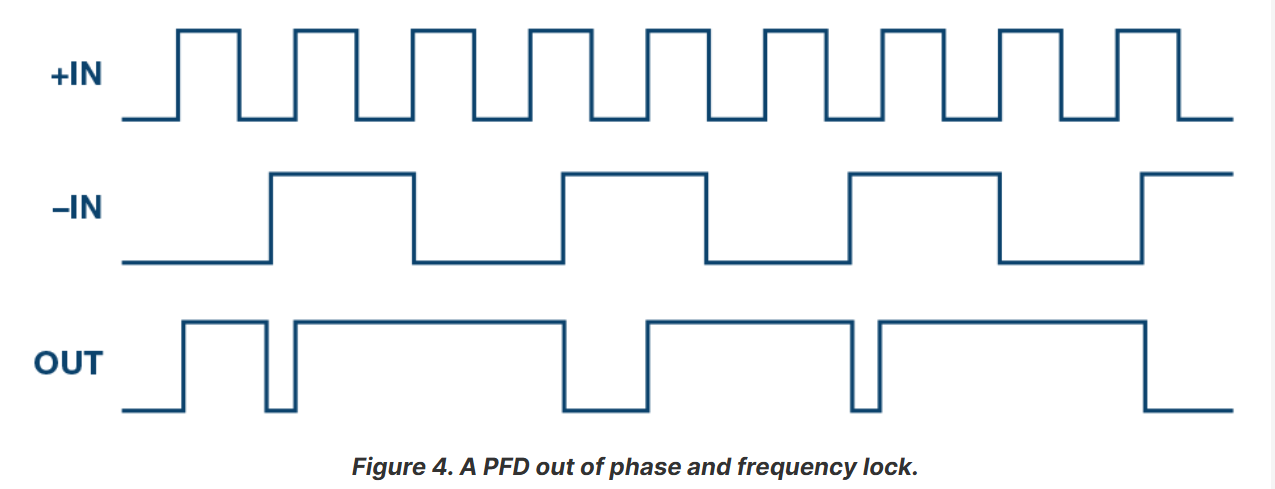 +IN
–IN
OUT
Figure 4. A PFD out of phase and frequency lock.